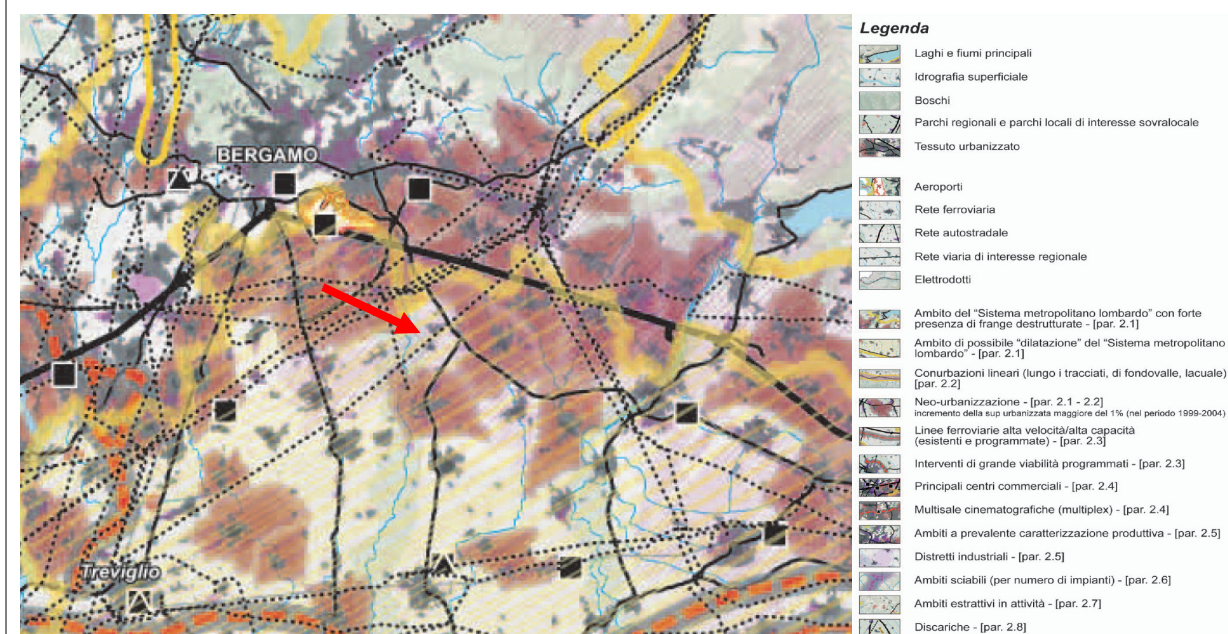 BERGAMO
Treviglio
Legenda
Laghi e fiumi principali
Idrografia superficiale
Boschi
Parchi regionali e parchi locali di interesse sovralocale
Tessuto urbanizzato
Aeroporti
Rete ferroviaria
Rete autostradale
Rete viaria di interesse regionale
Elettrodotti
Ambito del "Sistema metropolitano lombardo" con forte
presenza di frange destrutturate - [par. 2.1]
Ambito di possibile "dilatazione" del "Sistema metropolitano
lombardo" - [par. 2.1]
Conurbazioni lineari (lungo i tracciati, di fondovalle, lacuale)
[par. 2.2]
Neo-urbanizzazione - [par. 2.1 - 2.2]
incremento della sup urbanizzata maggiore del 1% (nel periodo 1999-2004)
Linee ferroviarie alta velocità/alta capacità
(esistenti e programmate) - [par. 2.3]
Interventi di grande viabilità programmati - [par. 2.3]
Principali centri commerciali - [par. 2.4]
Multisale cinematografiche (multiplex) - [par. 2.4]
Ambiti a prevalente caratterizzazione produttiva - [par. 2.5]
Distretti industriali - [par. 2.5]
Ambiti sciabili (per numero di impianti) - [par. 2.6]
Ambiti estrattivi in attività - [par. 2.7]
Discariche - [par. 2.8]